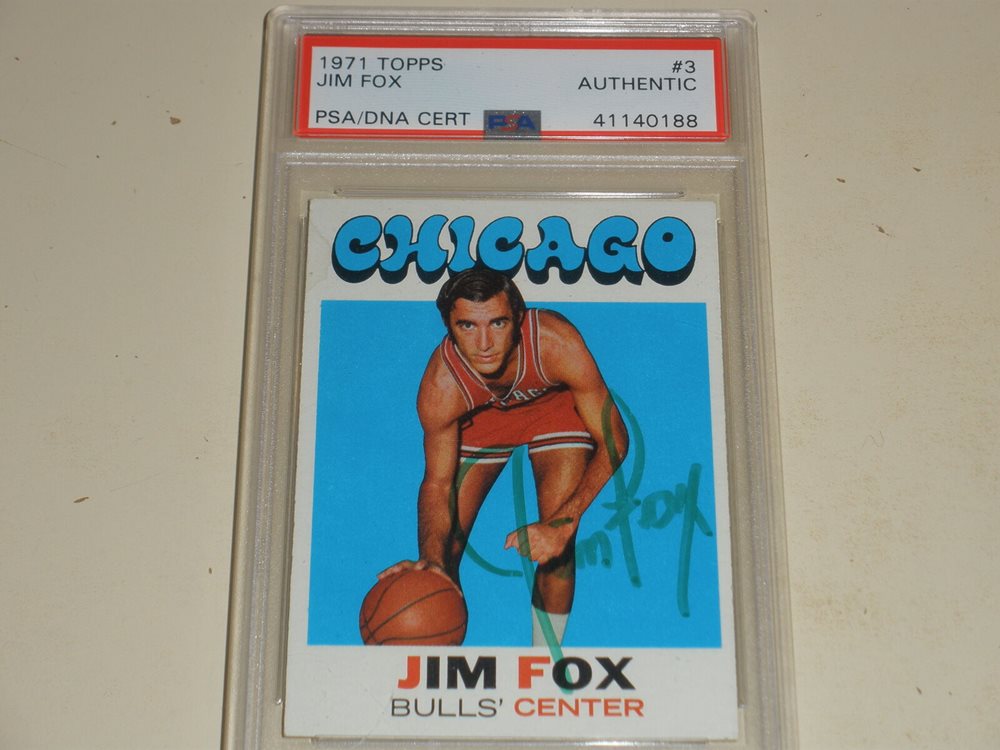 1971 TOPPS #3
JIM FOX AUTHENTIC
PSA/DNA CERT PSA 41140188
CHICAGO
Jim Fox
JIM FOX
BULLS' CENTER